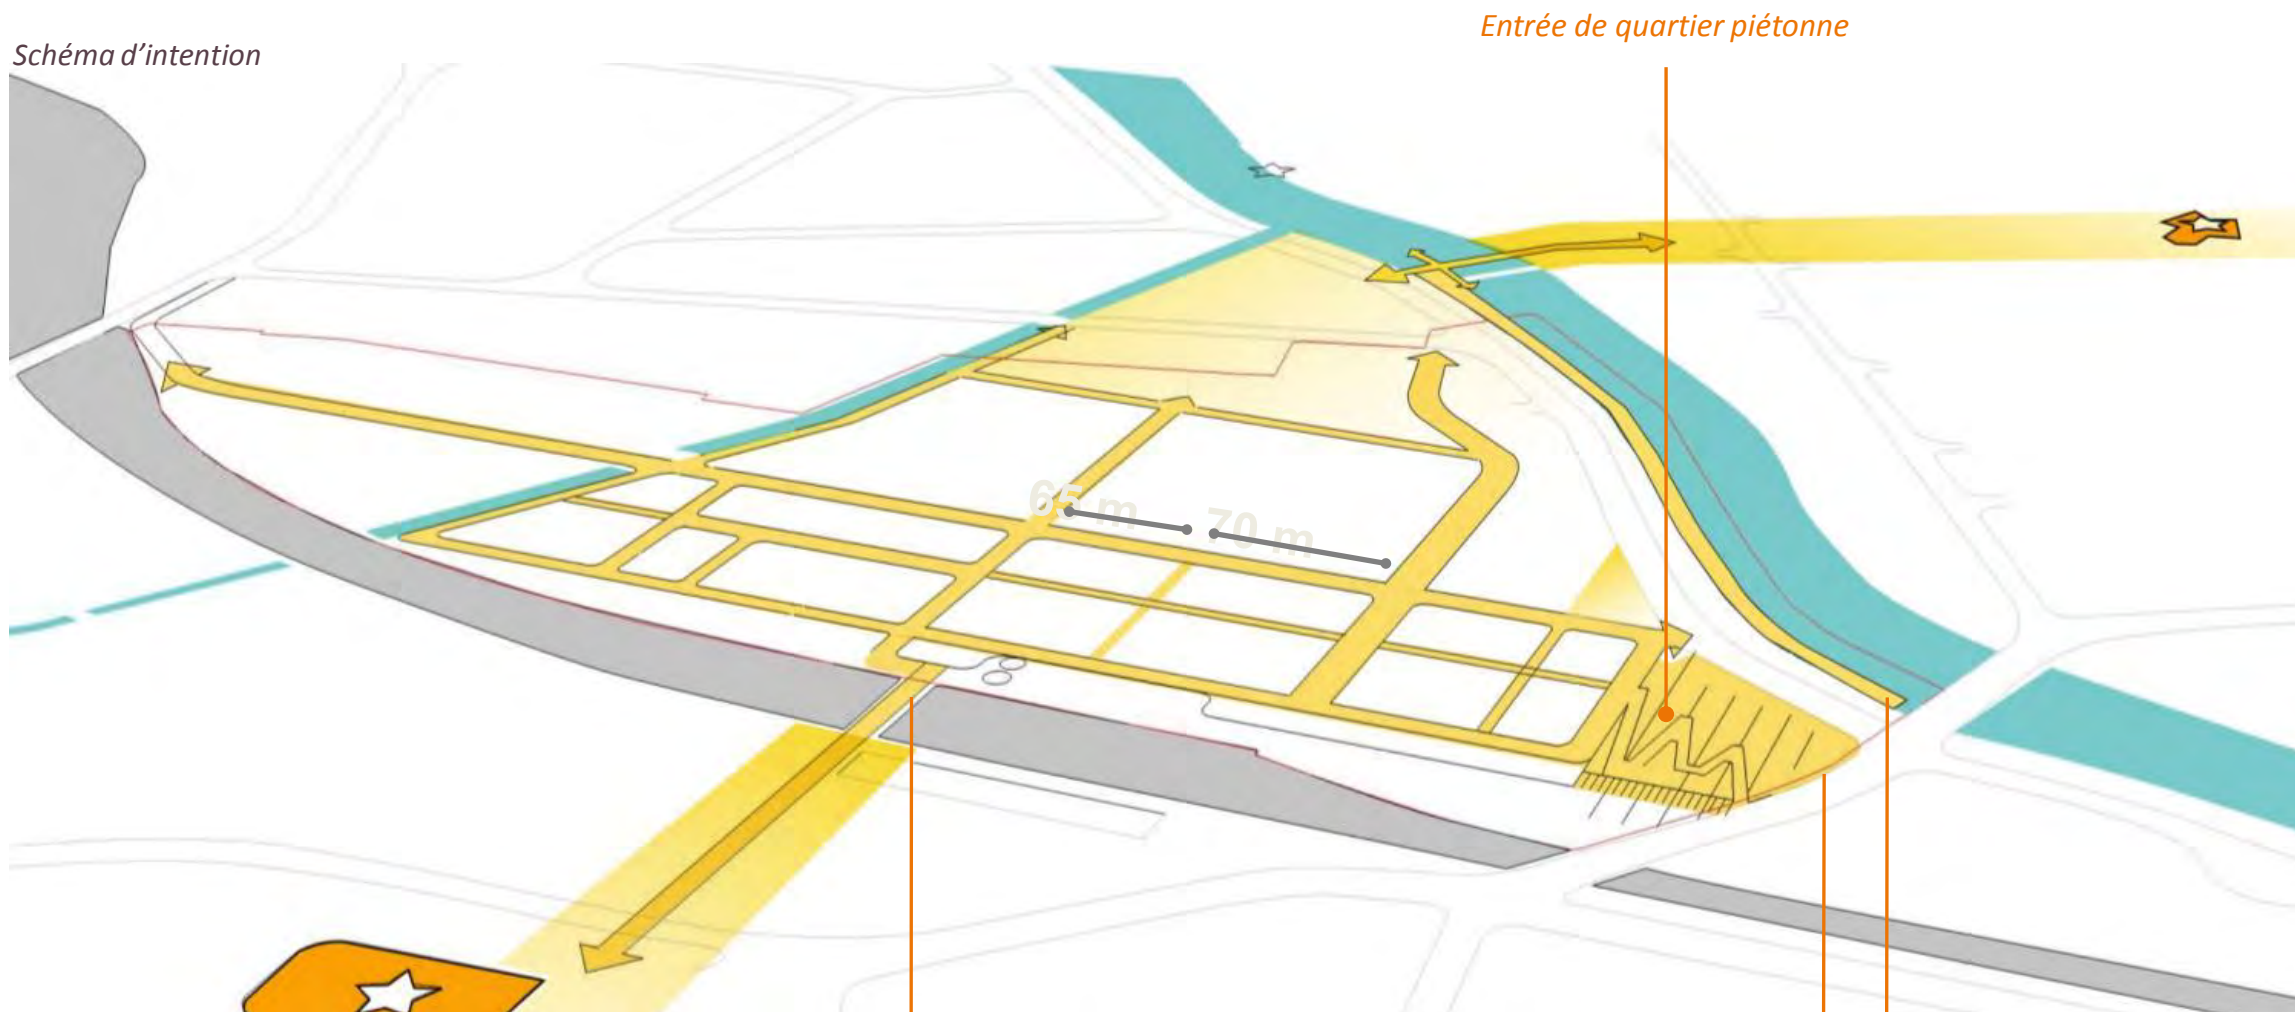 Entrée de quartier piétonne
Schéma d'intention
65 m
70 m